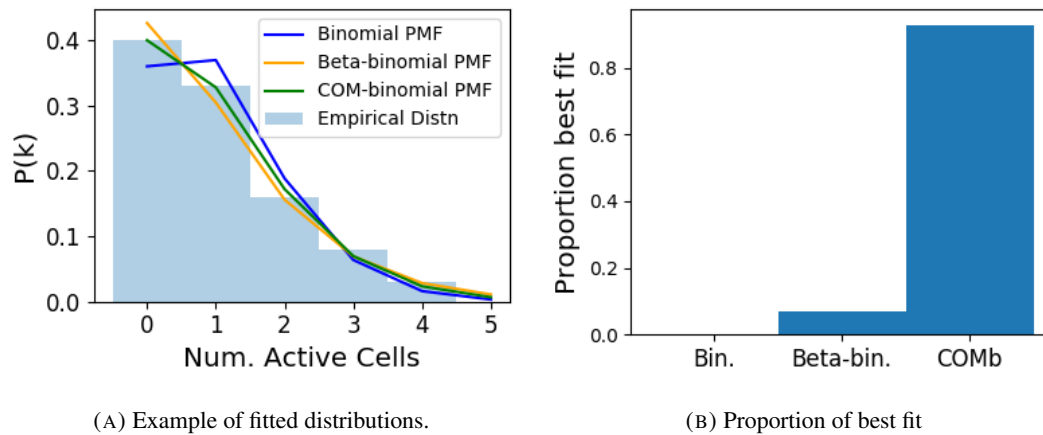 Binomial PMF
Beta-binomial PMF
COM-binomial PMF
Empirical Distn
P(k)
0.4
0.3
0.2
0.1
0.0
0 1 2 3 4 5
Num. Active Cells
(A) Example of fitted distributions.
Proportion best fit
0.8
0.6
0.4
0.2
0.0
Bin. Beta-bin. COMb
(B) Proportion of best fit